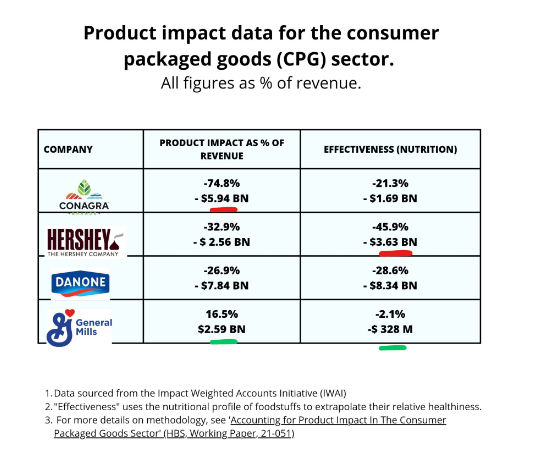 Product impact data for the consumer
packaged goods (CPG) sector.
All figures as % of revenue.
COMPANY
PRODUCT IMPACT AS % OF
REVENUE
EFFECTIVENESS (NUTRITION)
CONAGRA
-74.8%
- $5.94 BN
-21.3%
- $1.69 BN
HERSHEY
THE HERSHEY COMPANY
-32.9%
- $ 2.56 BN
-45.9%
- $3.63 BN
DANONE
-26.9%
- $7.84 BN
-28.6%
- $8.34 BN
General
Mills
16.5%
$2.59 BN
-2.1%
-$ 328 M
1. Data sourced from the Impact Weighted Accounts Initiative (IWAI)
2. "Effectiveness" uses the nutritional profile of foodstuffs to extrapolate their relative healthiness.
3. For more details on methodology, see 'Accounting for Product Impact In The Consumer
Packaged Goods Sector' (HBS, Working Paper, 21-051)